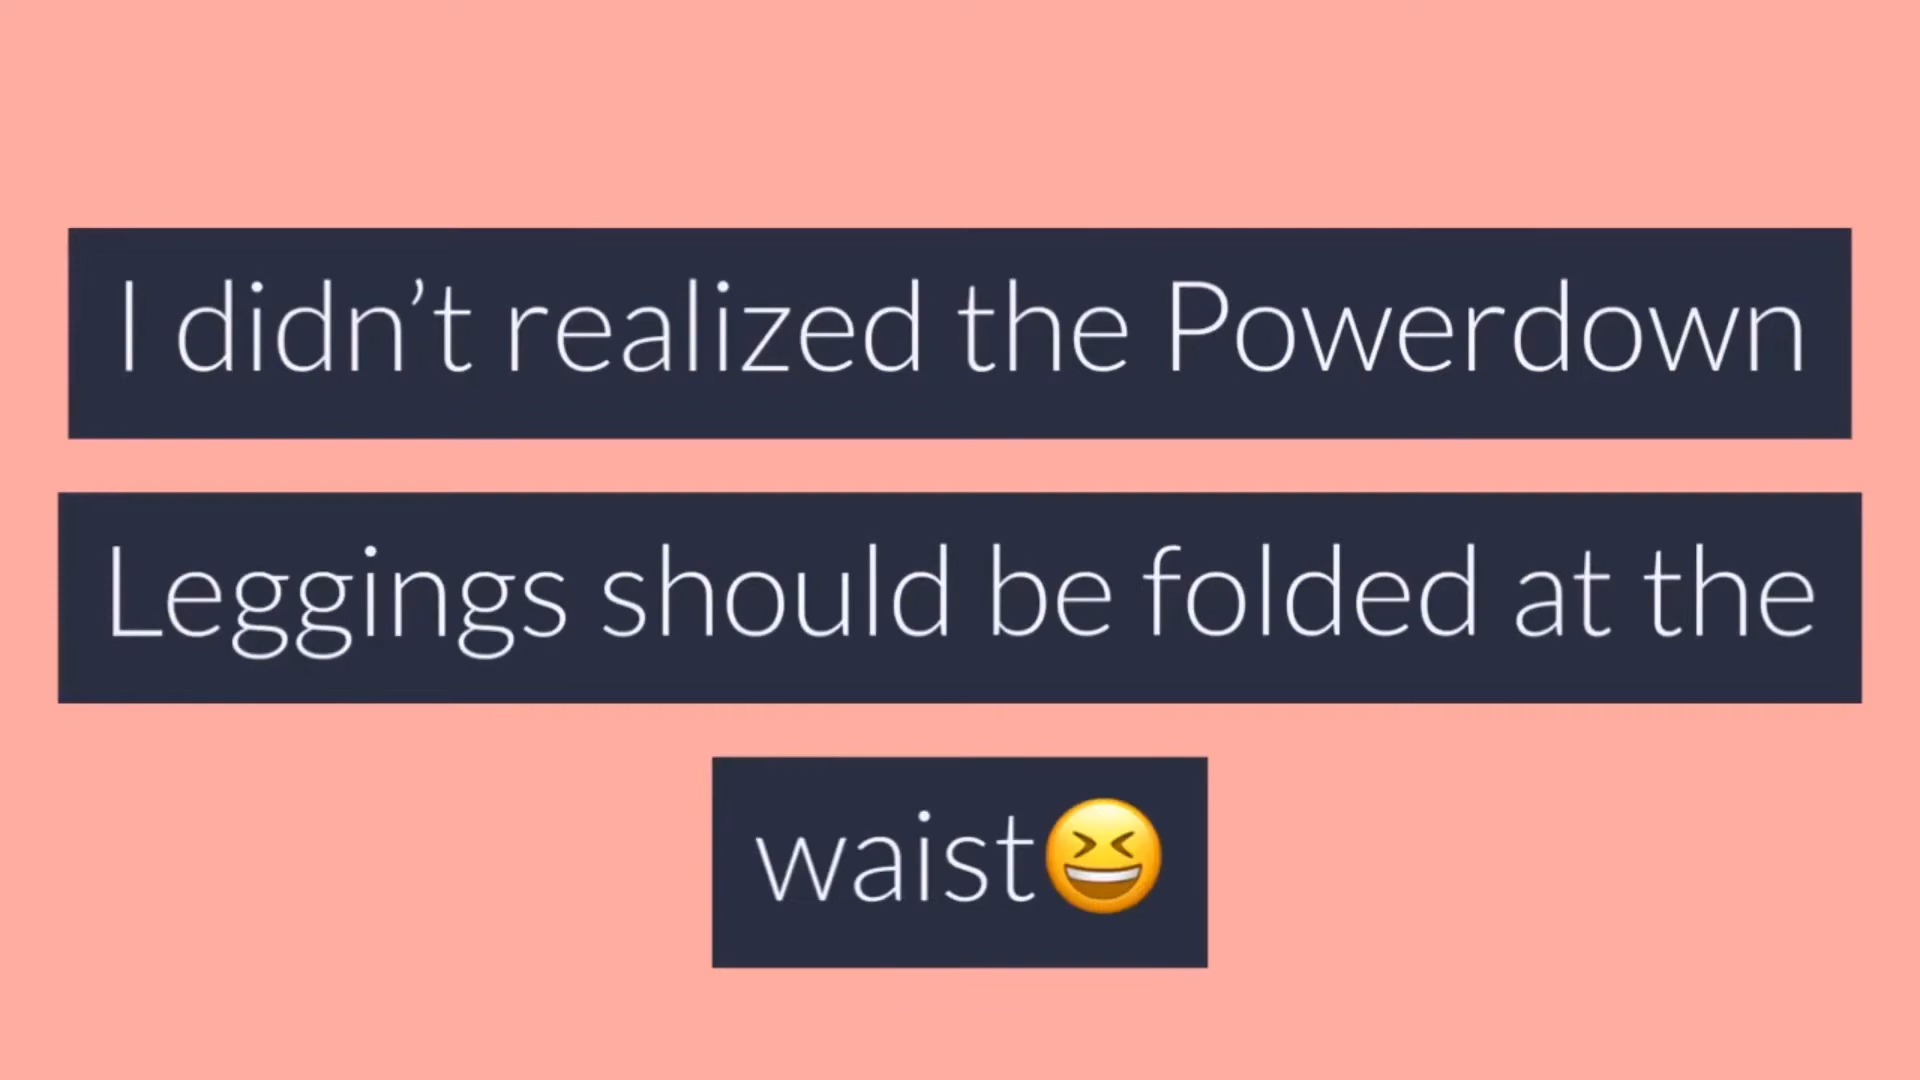 I didn’t realized the Powerdown
Leggings should be folded at the
waist😆